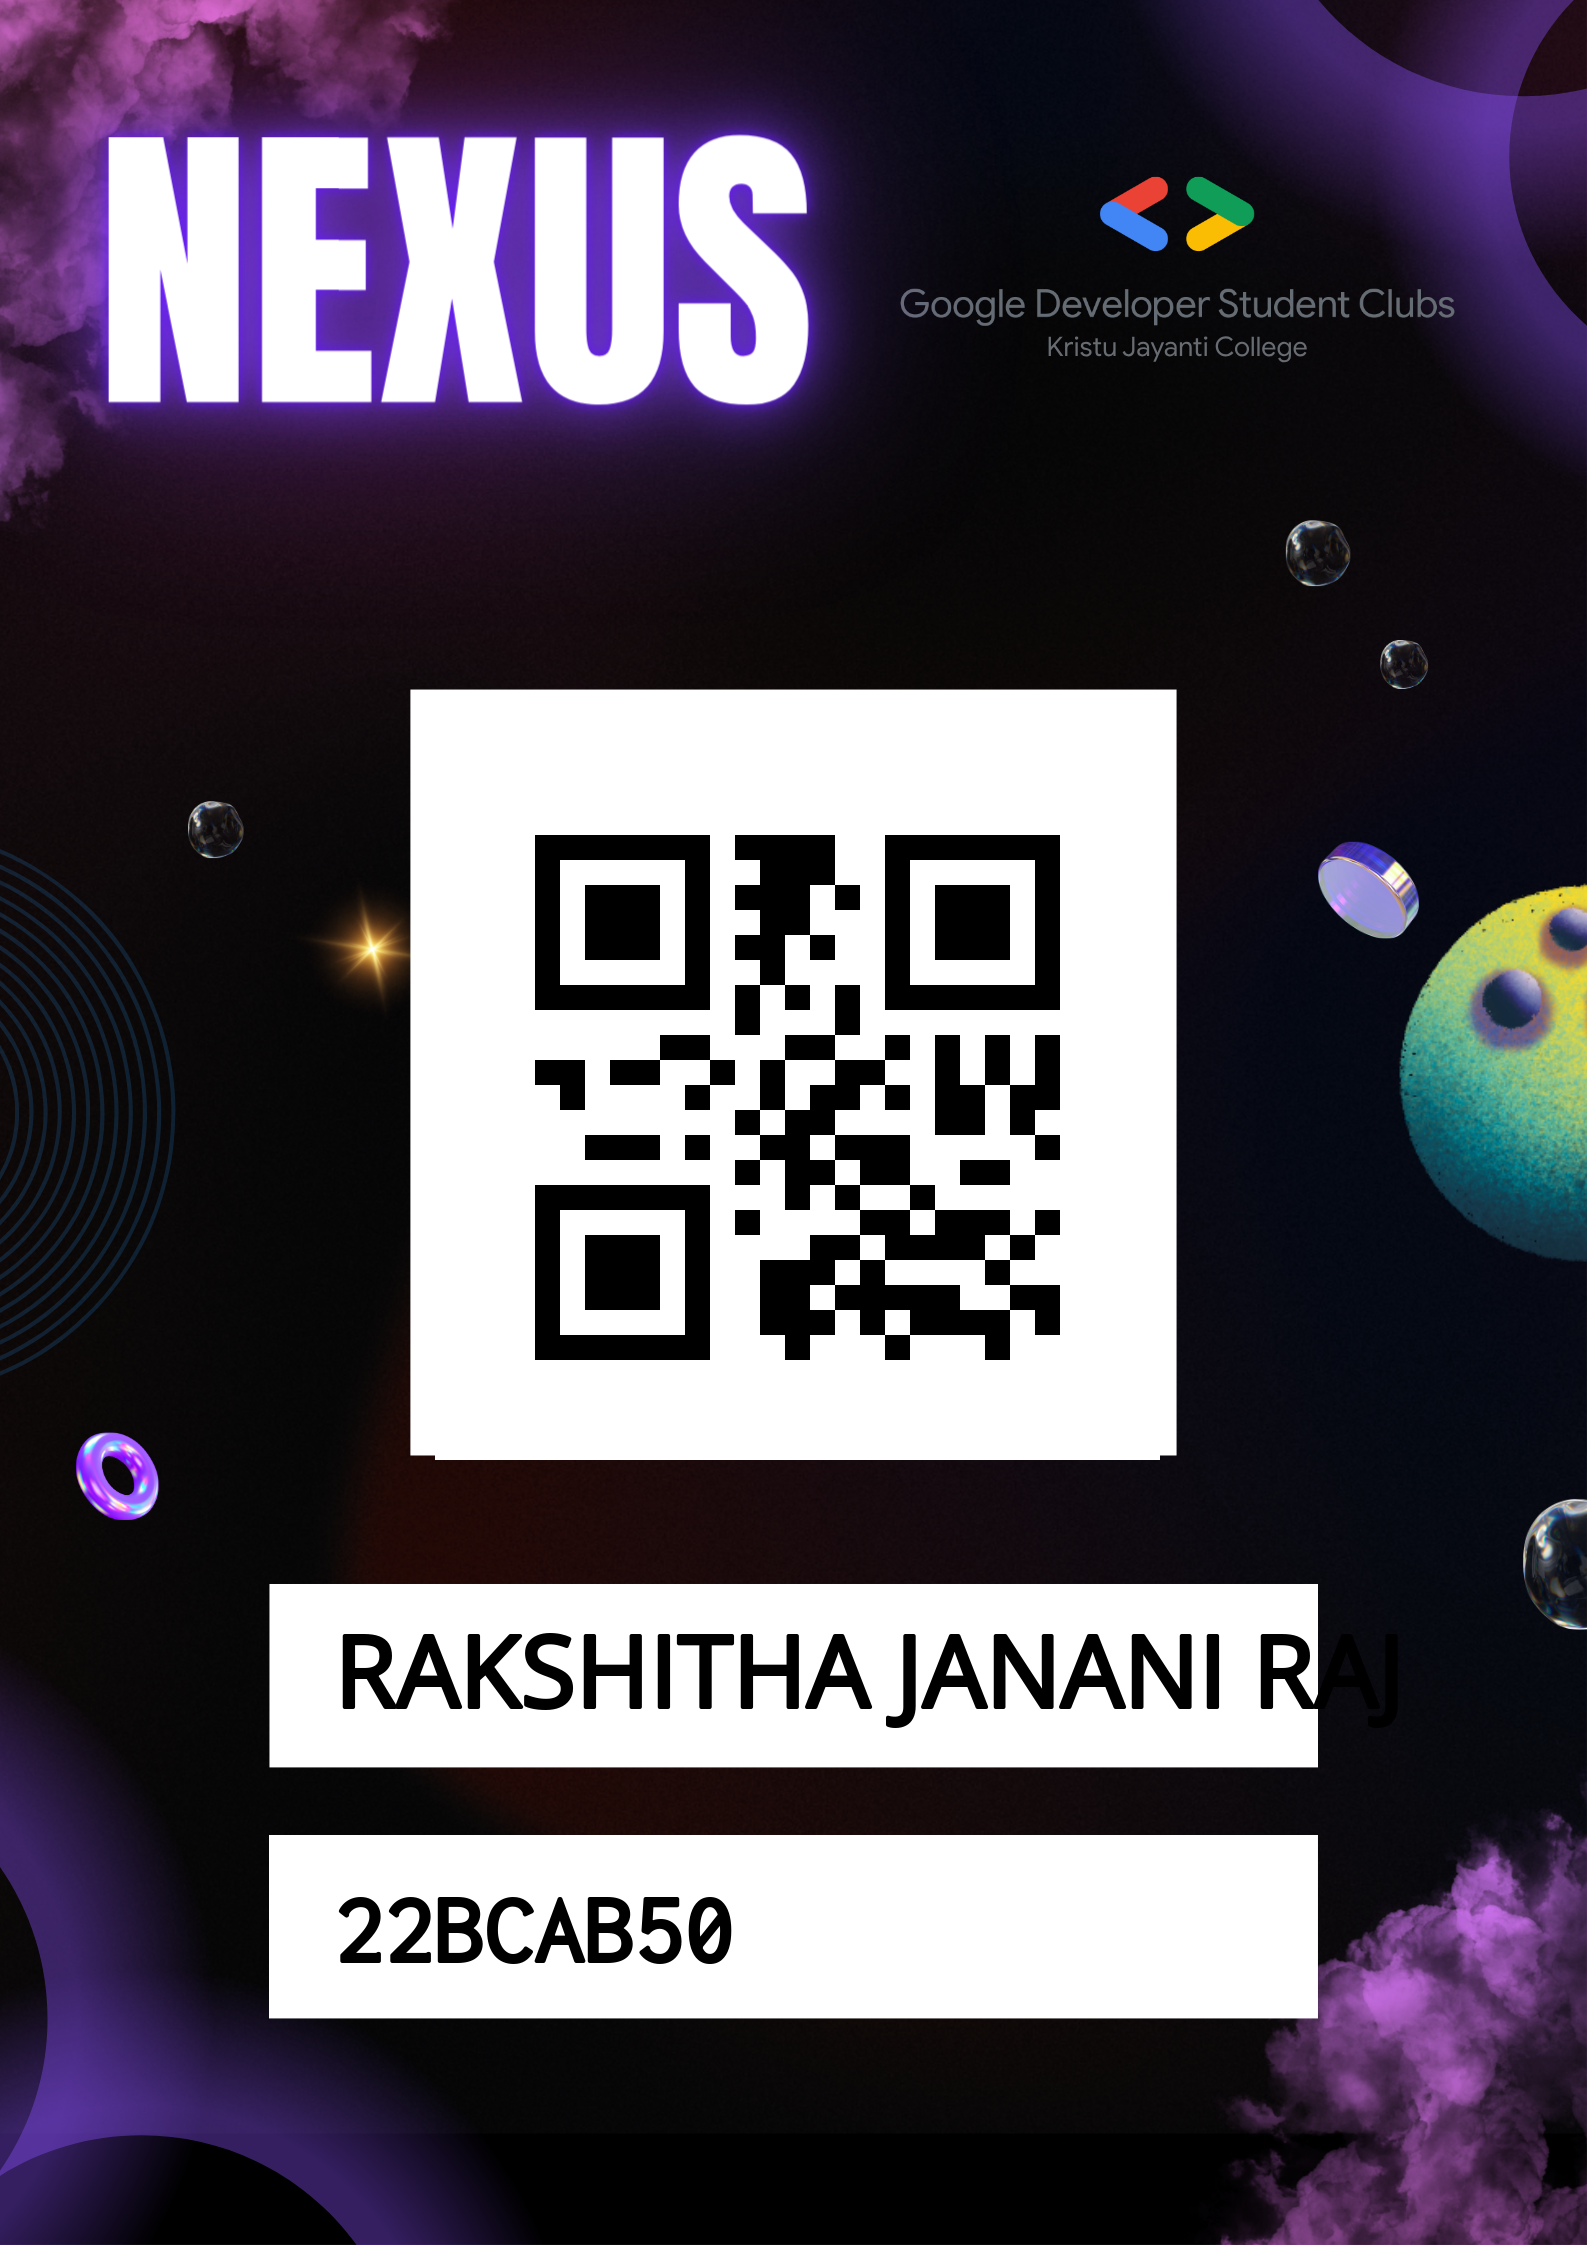 NEXUS
Google Developer Student Clubs
Kristu Jayanti College
RAKSHITHA JANANI RAJ
22BCAB50